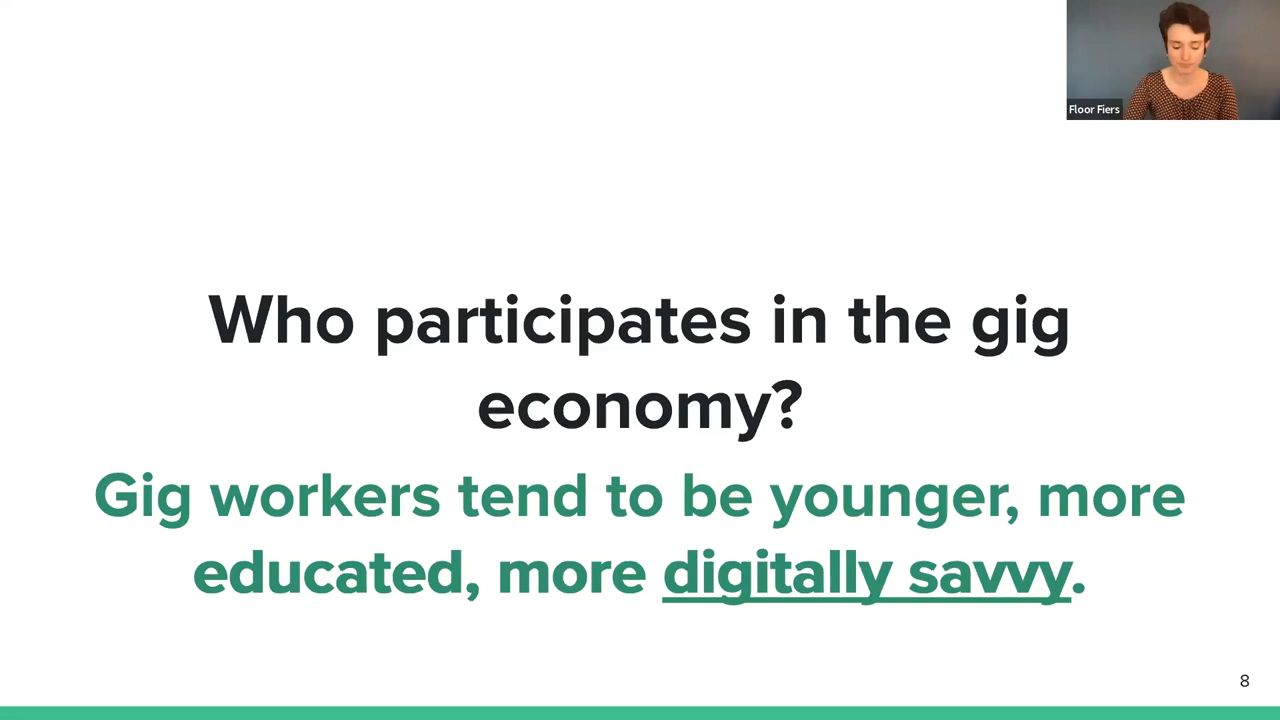 Floor Fiers
Who participates in the gig
economy?
Gig workers tend to be younger, more
educated, more digitally savvy.
8